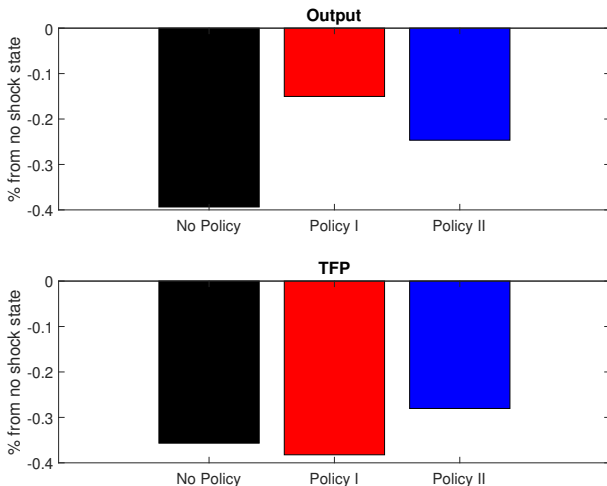 Output
% from no shock state
0
-0.1
-0.2
-0.3
-0.4
No Policy Policy I Policy II
TFP
% from no shock state
0
-0.1
-0.2
-0.3
-0.4
No Policy Policy I Policy II